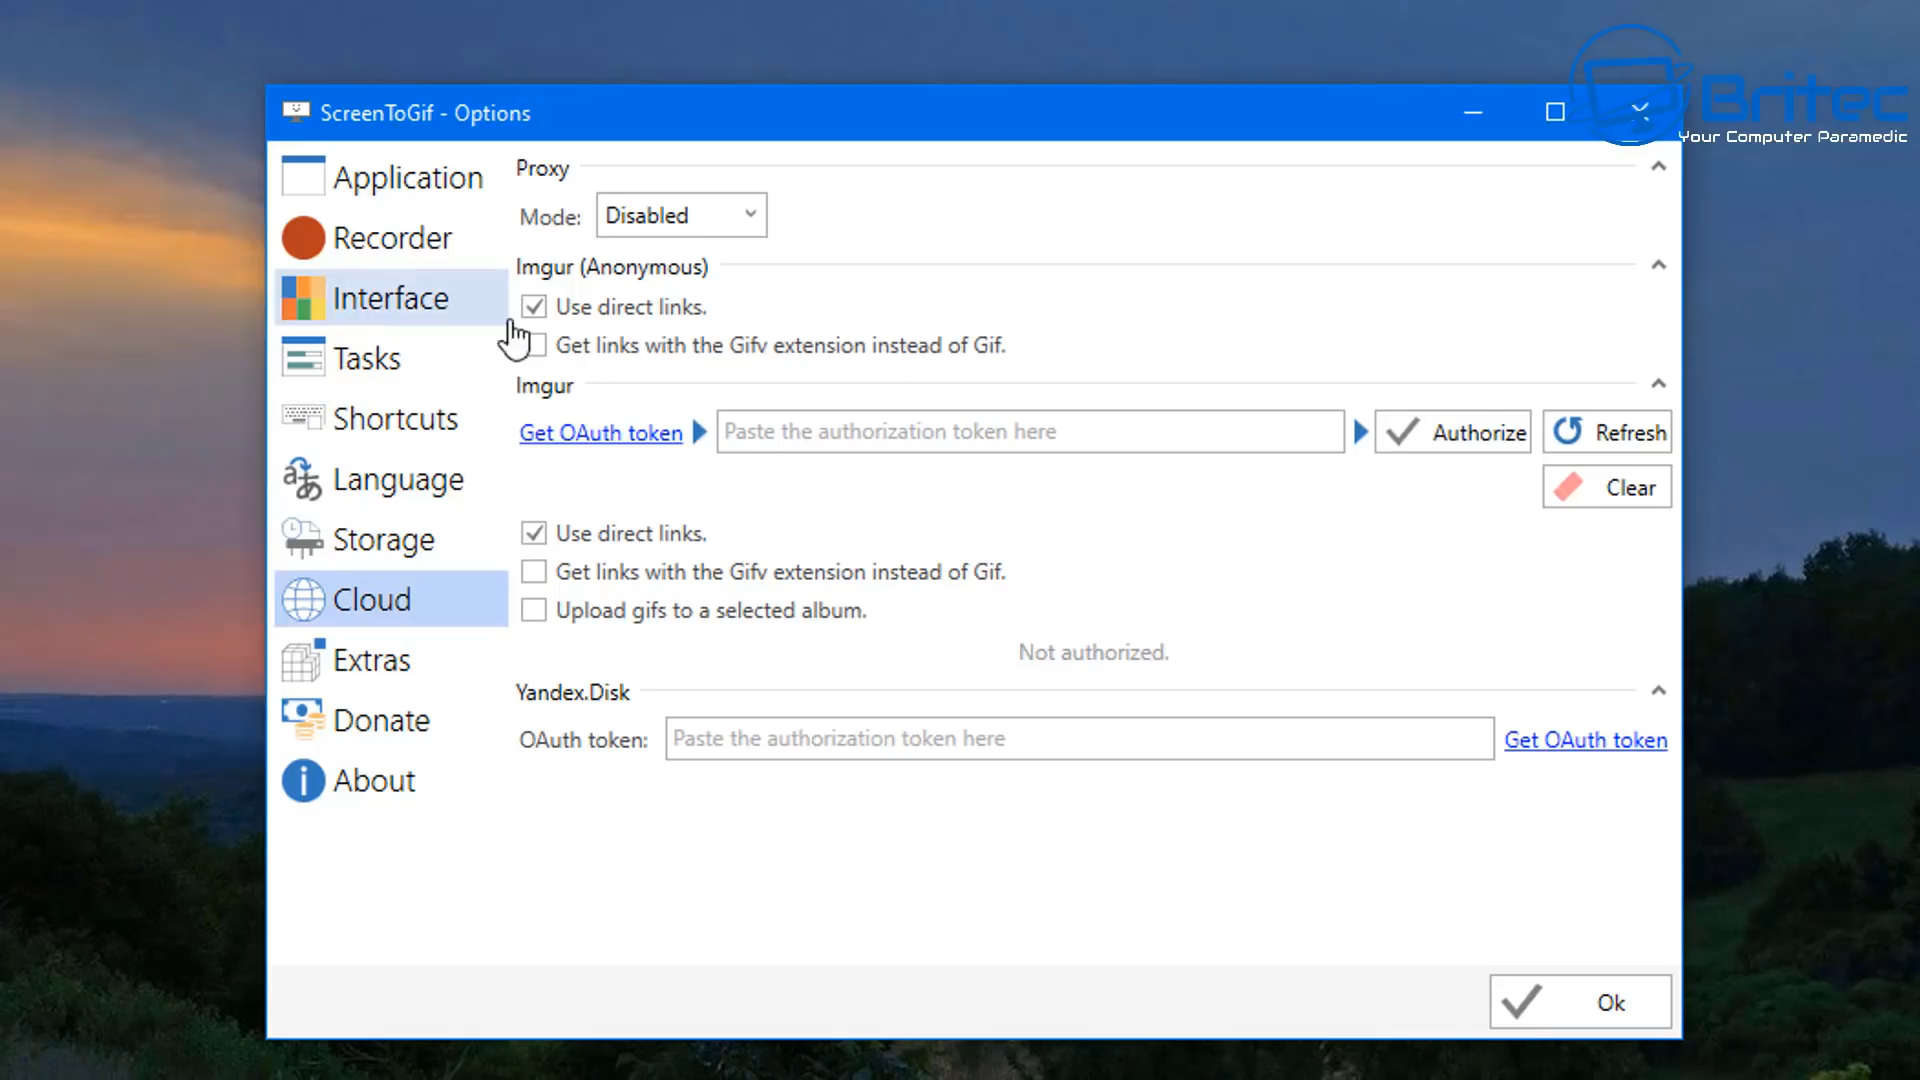 Britec
Your Computer Paramedic
ScreenToGif - Options
Application
Recorder
Interface
Tasks
Shortcuts
Language
Storage
Cloud
Extras
Donate
About
Proxy
Mode: Disabled
Imgur (Anonymous)
Use direct links.
Get links with the Gifv extension instead of Gif.
Imgur
Get OAuth token Paste the authorization token here Authorize Refresh
Clear
Use direct links.
Get links with the Gifv extension instead of Gif.
Upload gifs to a selected album.
Not authorized.
Yandex.Disk
OAuth token: Paste the authorization token here Get OAuth token
Ok